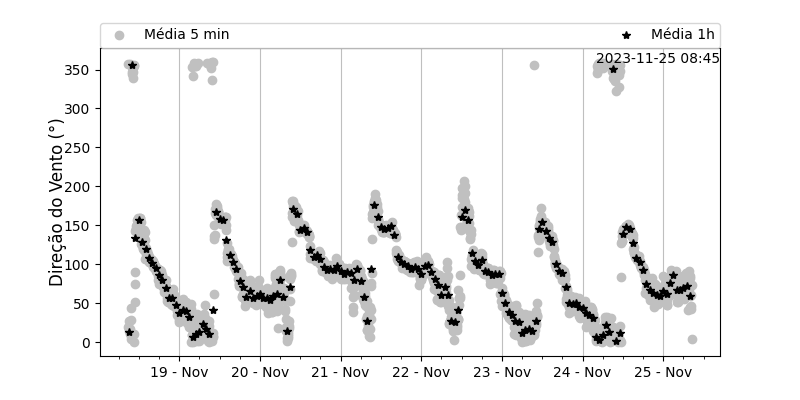 Média 5 min
Média 1h
2023-11-25 08:45
Direção do Vento (°)
350
300
250
200
150
100
50
0
19 - Nov
20 - Nov
21 - Nov
22 - Nov
23 - Nov
24 - Nov
25 - Nov